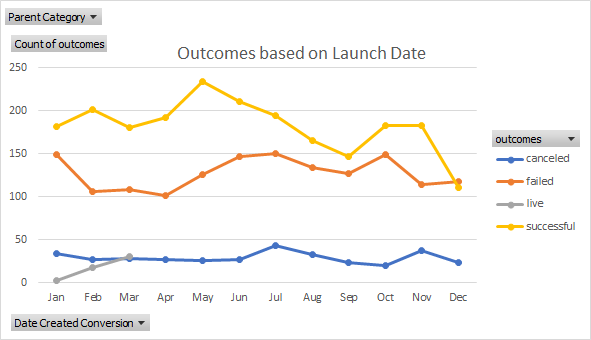 Parent Category
Count of outcomes
Outcomes based on Launch Date
250
200
150
100
50
0
Jan Feb Mar Apr May Jun Jul Aug Sep Oct Nov Dec
outcomes
canceled
failed
live
successful
Date Created Conversion